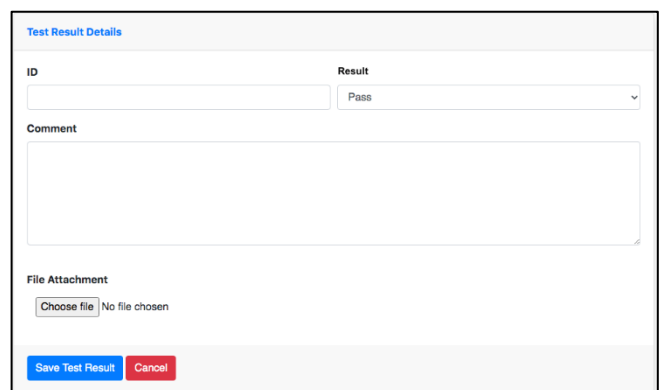 Test Result Details
ID Result
Pass
Comment
File Attachment
Choose file No file chosen
Save Test Result Cancel